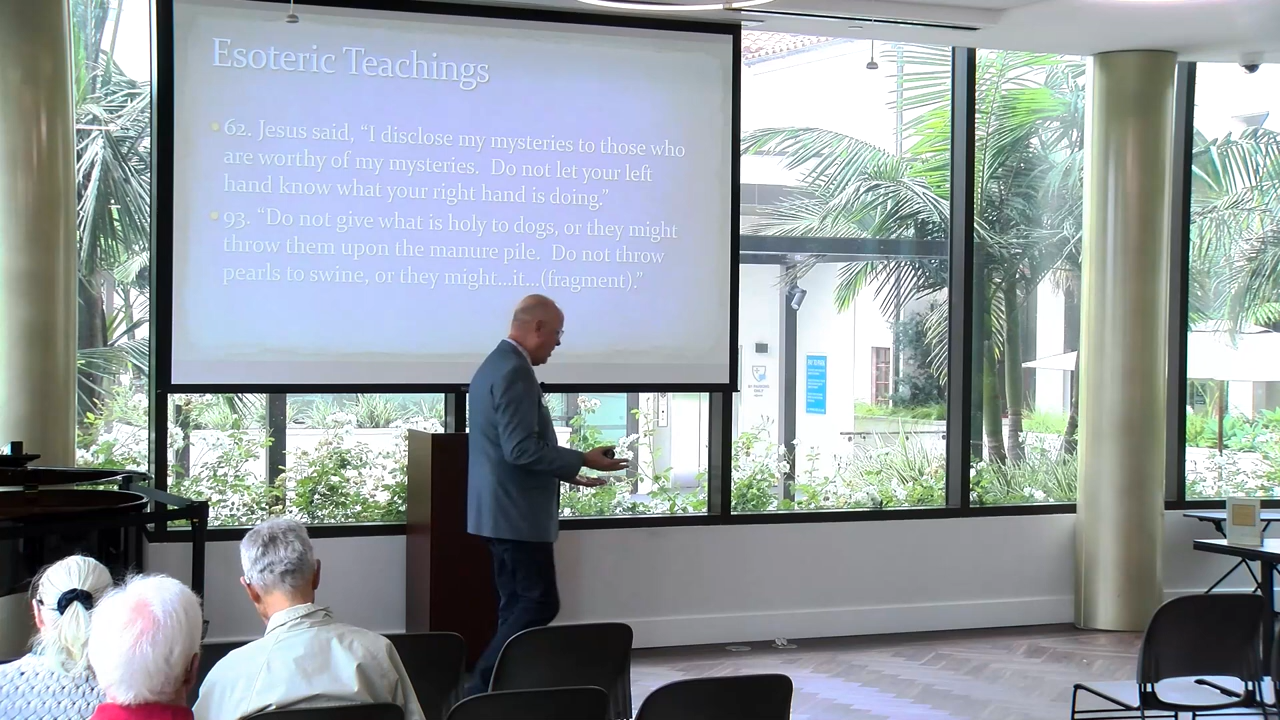 Esoteric Teachings
62. Jesus said, “I disclose my mysteries to those who
are worthy of my mysteries.  Do not let your left
hand know what your right hand is doing.”
93. “Do not give what is holy to dogs, or they might
throw them upon the manure pile.  Do not throw
pearls to swine, or they might...it...(fragment).”